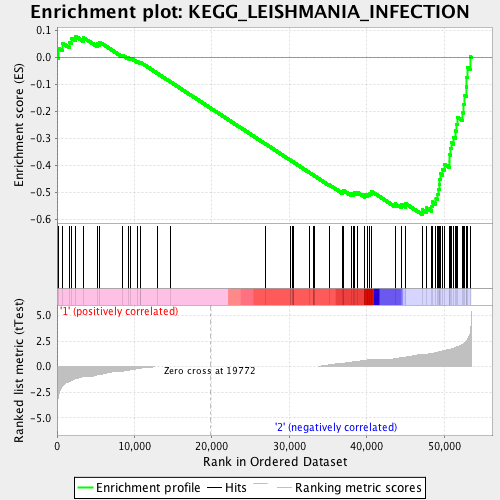 Enrichment plot: KEGG_LEISHMANIA_INFECTION
Enrichment score (ES)
0.1
0.0
-0.1
-0.2
-0.3
-0.4
-0.5
-0.6
'1' (positively correlated)
Ranked list metric (tTest)
5.0
2.5
0.0
-2.5
-5.0
Zero cross at 19772
'2' (negatively correlated)
0 10,000 20,000 30,000 40,000 50,000
Rank in Ordered Dataset
Enrichment profile Hits Ranking metric scores